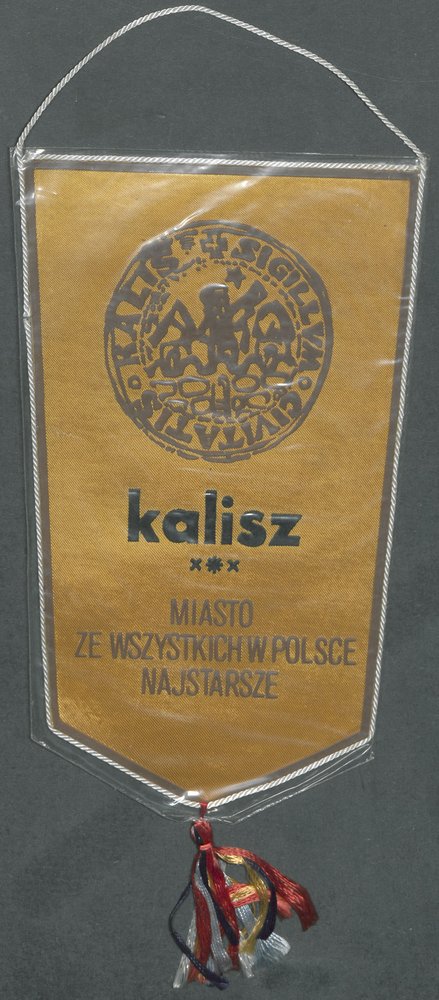 SIGILLVM CIVITATIS KALIS
kalisz
MIASTO
ZE WSZYSTKICH W POLSCE
NAJSTARSZE